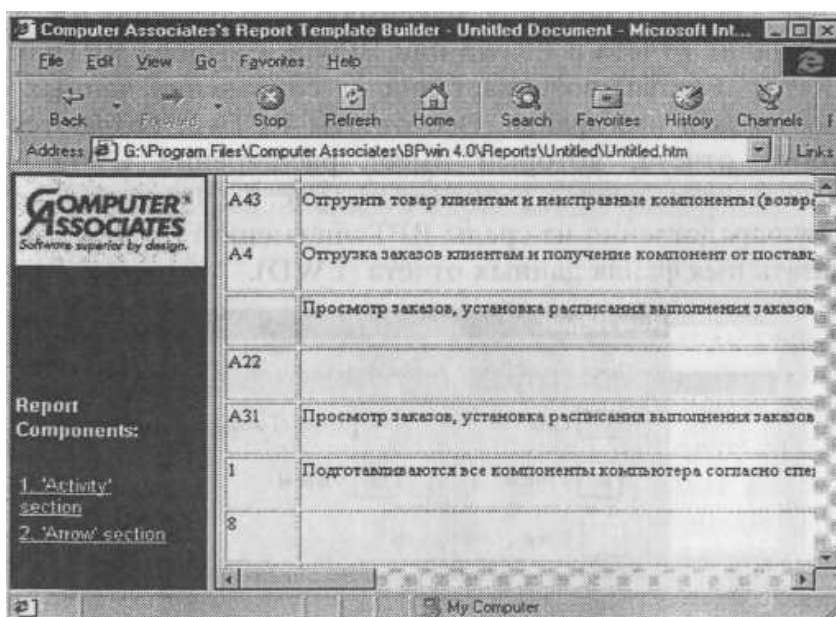 Computer Associates's Report Template Builder - Untitled Document - Microsoft Int...
File Edit View Go Favorites Help
Back Forward Stop Refresh Home Search Favorites History Channels F
Address G:\Program Files\Computer Associates\BPwin 4.0\Reports\Untitled\Untitled.htm Links
COMPUTER
ASSOCIATES
Software superior by design.
Report
Components:
1. 'Activity'
section
2. 'Arrow' section
A43 Отгрузить товар клиентам и неисправные компоненты (возвра
A4 Отгрузка заказов клиентам и получение компонент от постав
Просмотр заказов, установка расписания выполнения заказов
A22
A31 Просмотр заказов, установка расписания выполнения заказов
1 Подготавливаются все компоненты компьютера согласно спе
8
My Computer